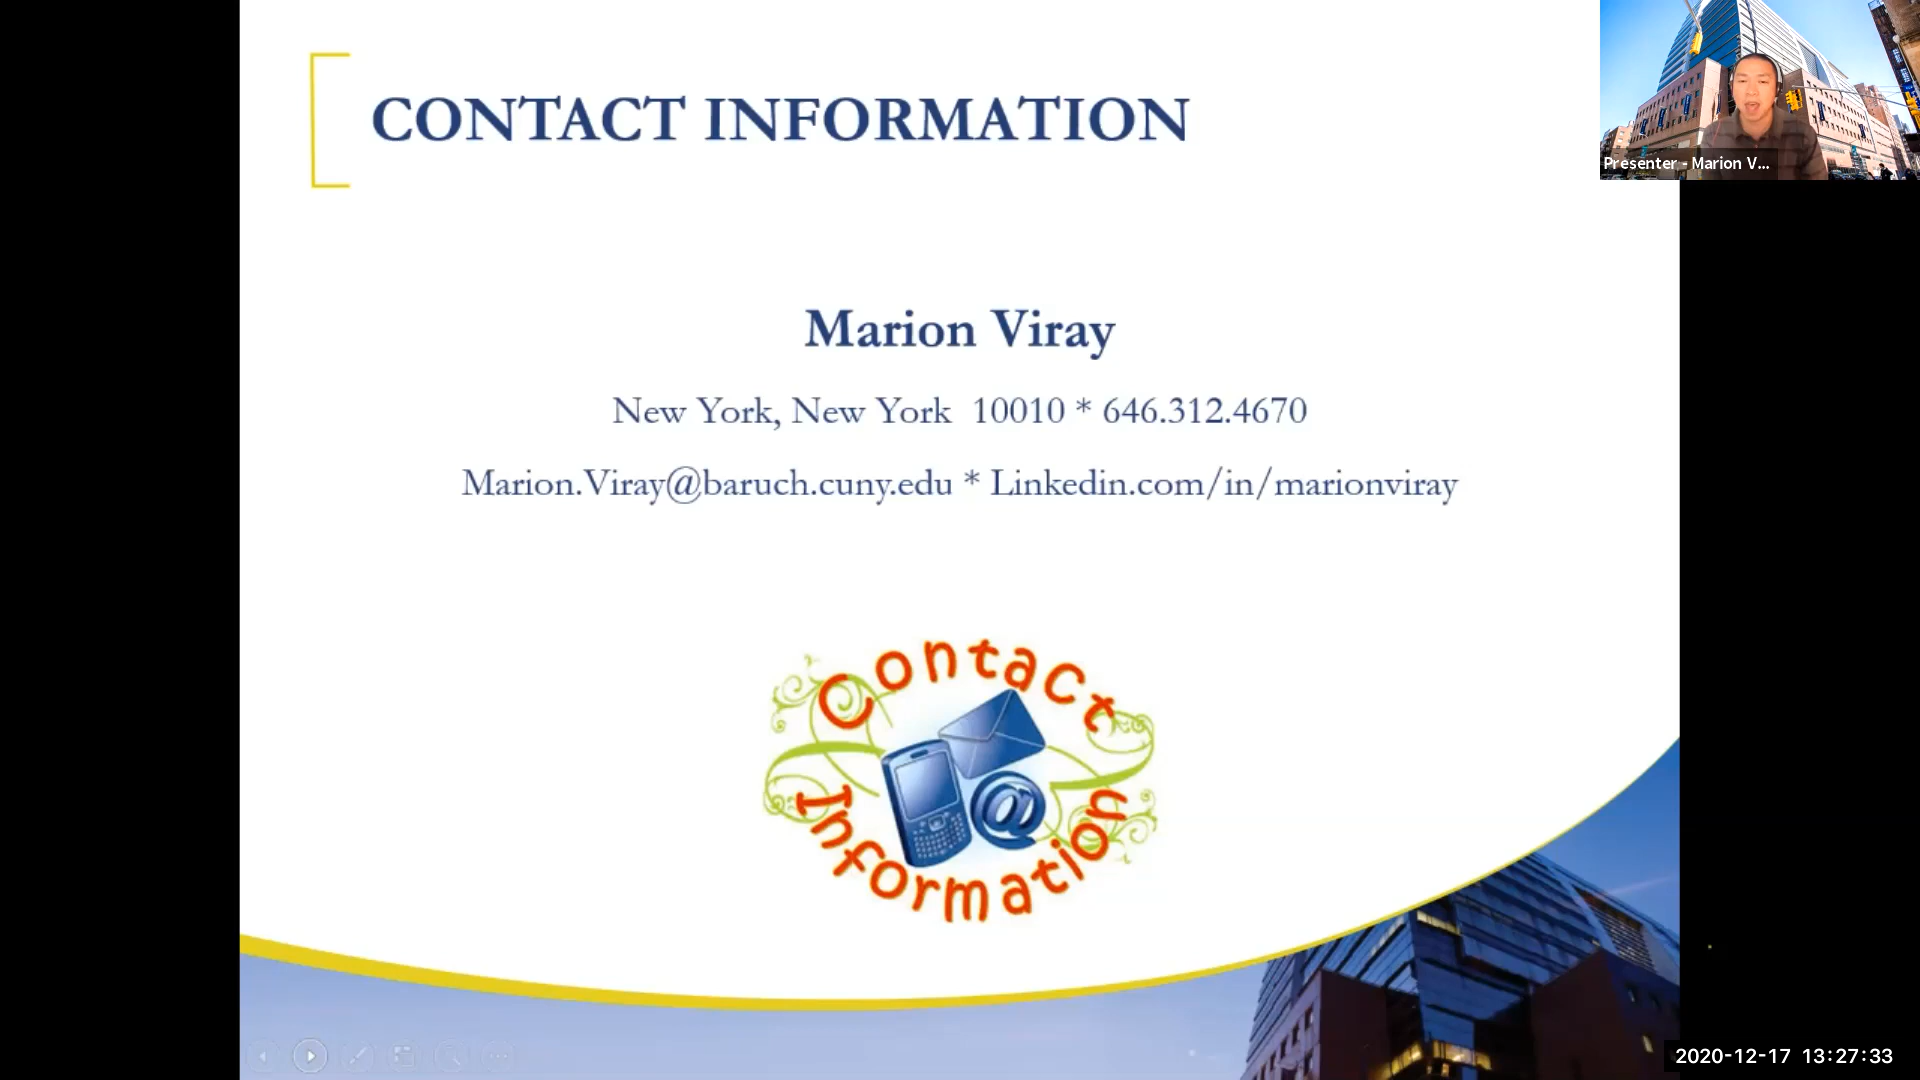 CONTACT INFORMATION
Presenter - Marion V...
Marion Viray
New York, New York 10010 * 646.312.4670
Marion.Viray@baruch.cuny.edu * Linkedin.com/in/marionviray
Contact
@
Information
2020-12-17 13:27:33